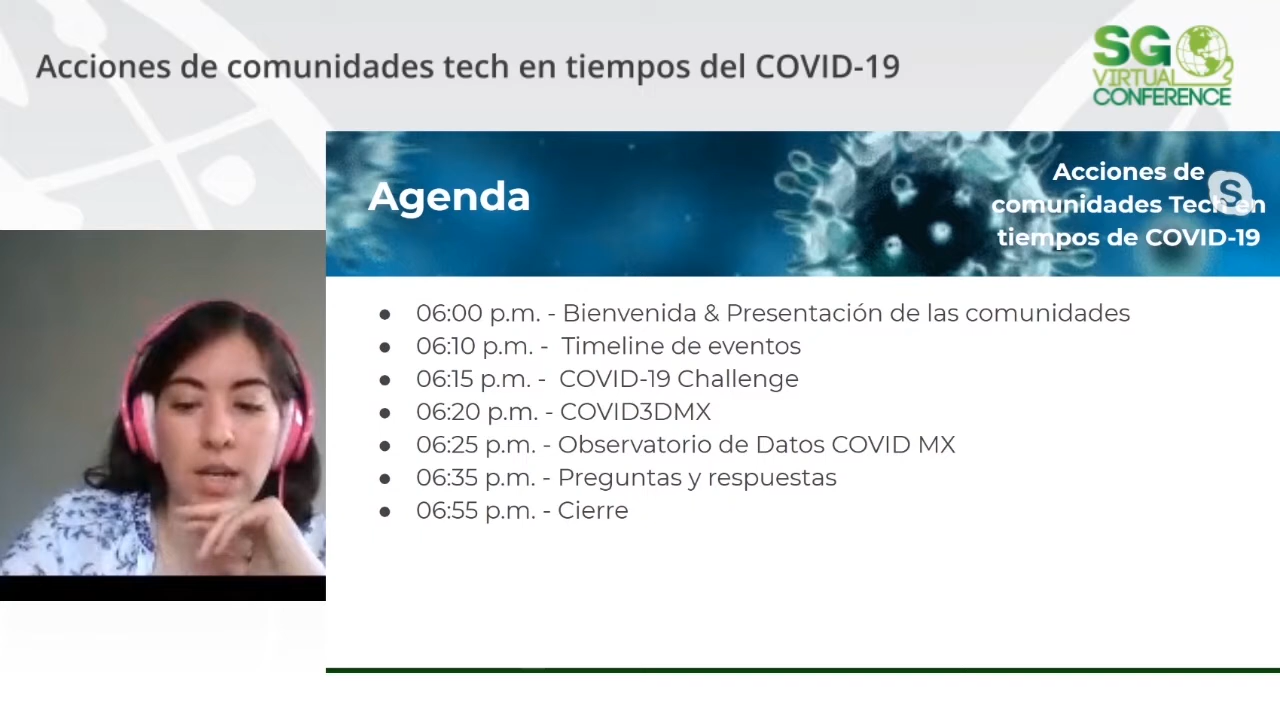 Acciones de comunidades tech en tiempos del COVID-19
SG
VIRTUAL
CONFERENCE
Agenda
Acciones de
comunidades Tech en
tiempos de COVID-19
S
● 06:00 p.m. - Bienvenida & Presentación de las comunidades
● 06:10 p.m. - Timeline de eventos
● 06:15 p.m. - COVID-19 Challenge
● 06:20 p.m. - COVID3DMX
● 06:25 p.m. - Observatorio de Datos COVID MX
● 06:35 p.m. - Preguntas y respuestas
● 06:55 p.m. - Cierre